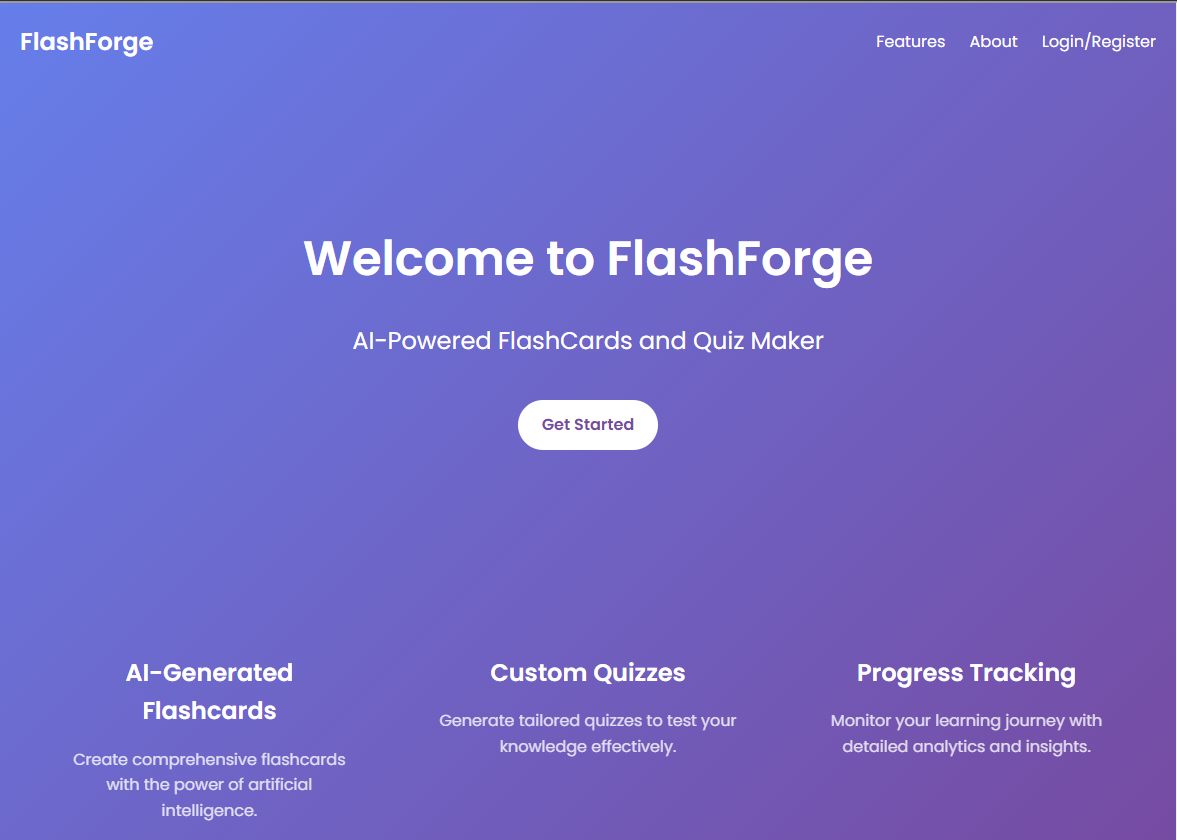 FlashForge
Features About Login/Register
Welcome to FlashForge
AI-Powered FlashCards and Quiz Maker
Get Started
AI-Generated
Flashcards
Create comprehensive flashcards
with the power of artificial
intelligence.
Custom Quizzes
Generate tailored quizzes to test your
knowledge effectively.
Progress Tracking
Monitor your learning journey with
detailed analytics and insights.